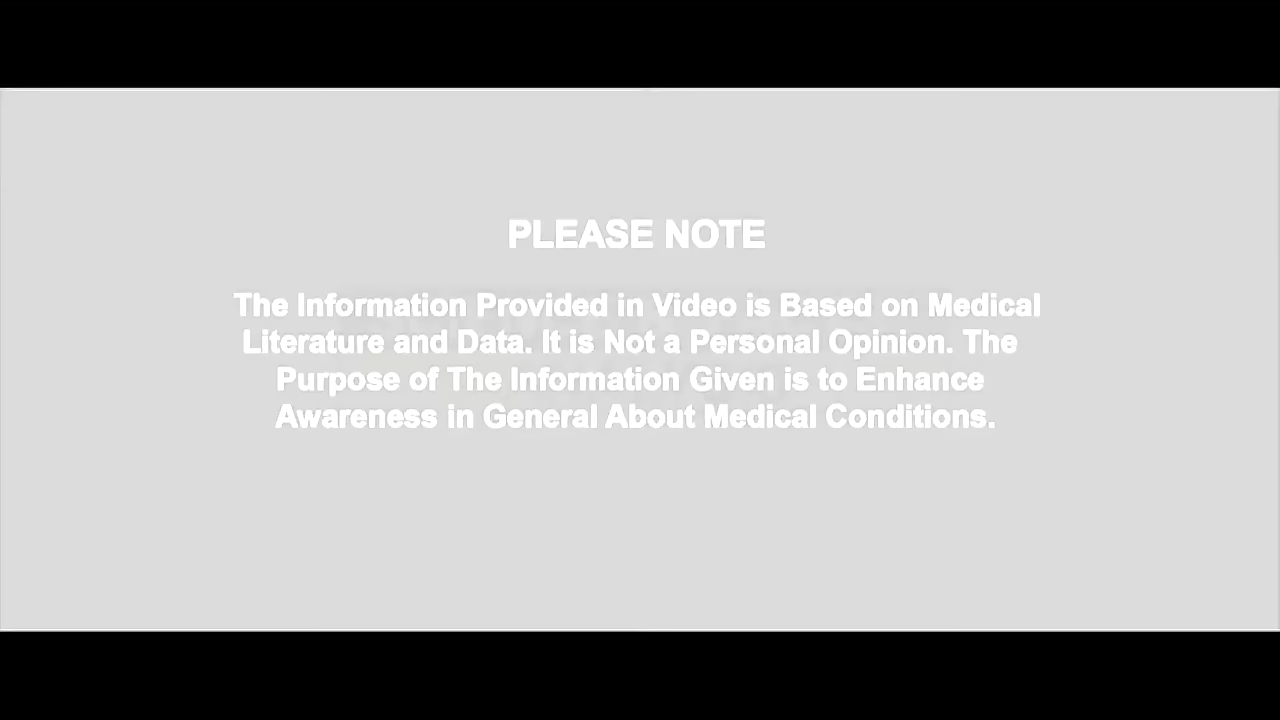 PLEASE NOTE
The Information Provided in Video is Based on Medical
Literature and Data. It is Not a Personal Opinion. The
Purpose of The Information Given is to Enhance
Awareness in General About Medical Conditions.